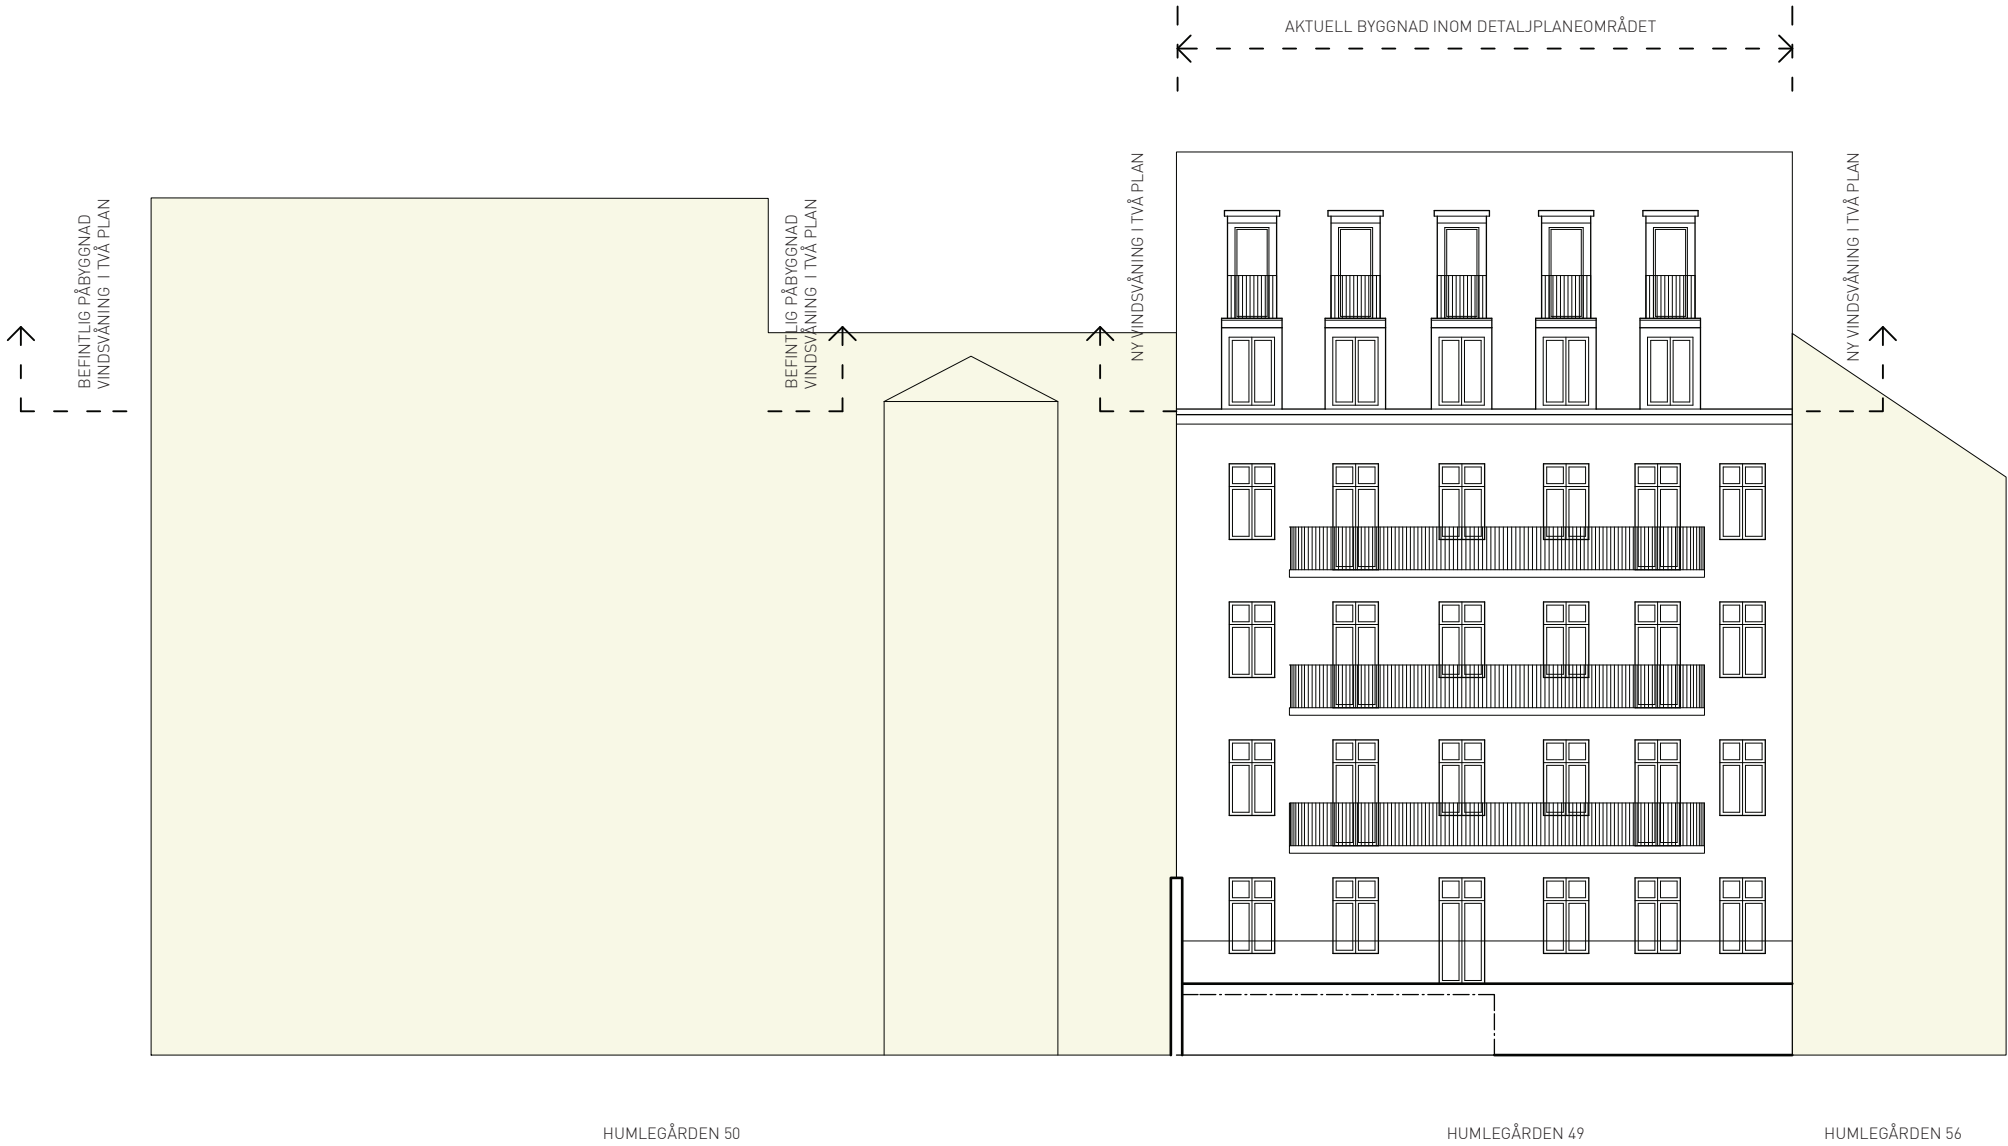 AKTUELL BYGGNAD INOM DETALJPLANEOMRÅDET
BEFINTLIG PÅBYGGNAD
VINDSVÅNING I TVÅ PLAN
BEFINTLIG PÅBYGGNAD
VINDSVÅNING I TVÅ PLAN
NY VINDSVÅNING I TVÅ PLAN
NY VINDSVÅNING I TVÅ PLAN
HUMLEGÅRDEN 50
HUMLEGÅRDEN 49
HUMLEGÅRDEN 56